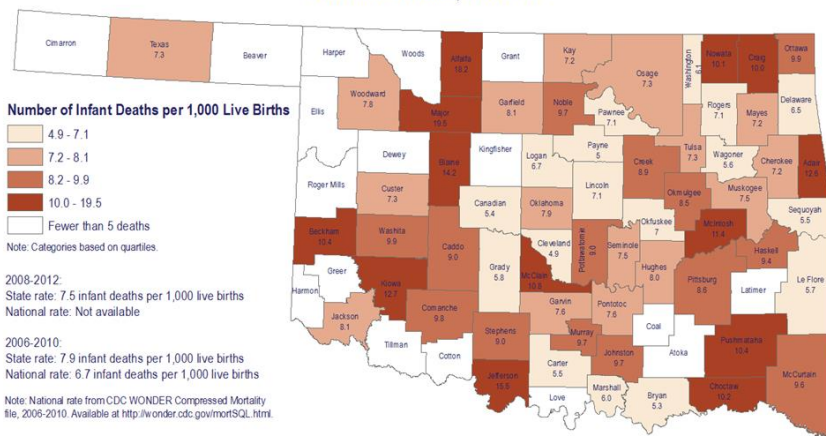 Cimarron
Texas
7.3
Beaver
Harper
Woods
Alfalfa
Grant
Kay
7.2
Osage
7.3
Washington
6.1
Nowata
10.1
Craig
10.0
Ottawa
9.9
Ellis
Woodward
7.8
Major
19.5
Garfield
8.1
Noble
9.7
Pawnee
7.1
Rogers
7.1
Mayes
7.2
Delaware
6.5
Dewey
Blaine
14.2
Kingfisher
Logan
6.7
Payne
5
Creek
8.9
Tulsa
7.3
Wagoner
5.6
Cherokee
7.2
Adair
12.6
Roger Mills
Custer
7.3
Canadian
5.4
Oklahoma
7.9
Lincoln
7.1
Okmulgee
8.5
Muskogee
7.5
Sequoyah
5.5
Beckham
10.4
Washita
9.9
Caddo
9.0
Grady
5.8
Cleveland
4.9
McClain
Pottawatomie
9.0
Seminole
7.5
Okfuskee
7
McIntosh
11.4
Haskell
9.4
Hughes
8.0
Pittsburg
8.6
Latimer
Le Flore
5.7
Harmon
Greer
Kiowa
12.7
Jackson
8.1
Comanche
9.8
Tillman
Cotton
Stephens
9.0
Garvin
7.6
Pontotoc
7.6
Murray
9.7
Johnston
9.7
Coal
Atoka
Pushmataha
10.4
McCurtain
9.6
Jefferson
Carter
5.5
Love
Marshall
6.0
Bryan
5.3
Choctaw
Number of Infant Deaths per 1,000 Live Births
4.9 - 7.1
7.2 - 8.1
8.2 - 9.9
10.0 - 19.5
Fewer than 5 deaths
Note: Categories based on quartiles.
2008-2012:
State rate: 7.5 infant deaths per 1,000 live births
National rate: Not available
2006-2010:
State rate: 7.9 infant deaths per 1,000 live births
National rate: 6.7 infant deaths per 1,000 live births
Note: National rate from CDC WONDER Compressed Mortality
file, 2006-2010. Available at http://wonder.cdc.gov/mortSQL.html.